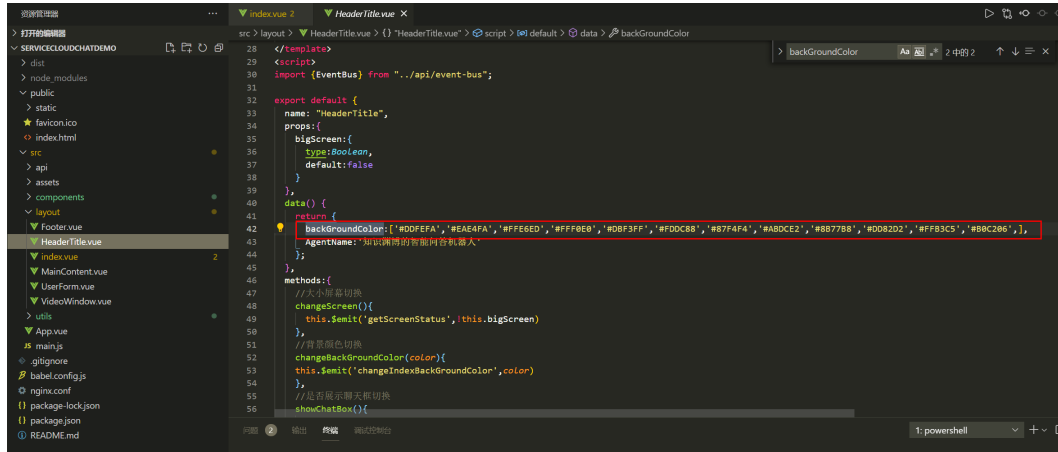 资源管理器
index.vue 2
HeaderTitle.vue
打开的编辑器
src > layout > HeaderTitle.vue > {} "HeaderTitle.vue" > script > default > data > backGroundColor
SERVICECLOUDCHATDEMO
> backGroundColor Aa Ab .* 2 中的 2
> dist
> node_modules
public
> static
favicon.ico
index.html
src
> api
> assets
> components
layout
Footer.vue
HeaderTitle.vue
index.vue 2
MainContent.vue
UserForm.vue
VideoWindow.vue
> utils
App.vue
JS main.js
.gitignore
babel.config.js
nginx.conf
{} package-lock.json
{} package.json
README.md
28 </template>
29 <script>
30 import {EventBus} from "../api/event-bus";
31
32 export default {
33 name: "HeaderTitle",
34 props:{
35 bigScreen:{
36 type:Boolean,
37 default:false
38 }
39 },
40 data() {
41 return {
42 backGroundColor:['#DDFEFA','#EAE4FA','#FFE6ED','#FFF0E0','#DBF3FF','#FDDC88','#87F4F4','#ABDCE2','#8B77B8','#DD82D2','#FFB3C5','#B0C206',],
43 AgentName:'知识渊博的智能问答机器人'
44 };
45 },
46 methods:{
47 //大小屏幕切换
48 changeScreen(){
49 this.$emit('getScreenStatus',!this.bigScreen)
50 },
51 //背景颜色切换
52 changeBackGroundColor(color){
53 this.$emit('changeIndexBackGroundColor',color)
54 },
55 //是否展示聊天框切换
56 showChatBox(){
问题 2 输出 终端 调试控制台
1: powershell